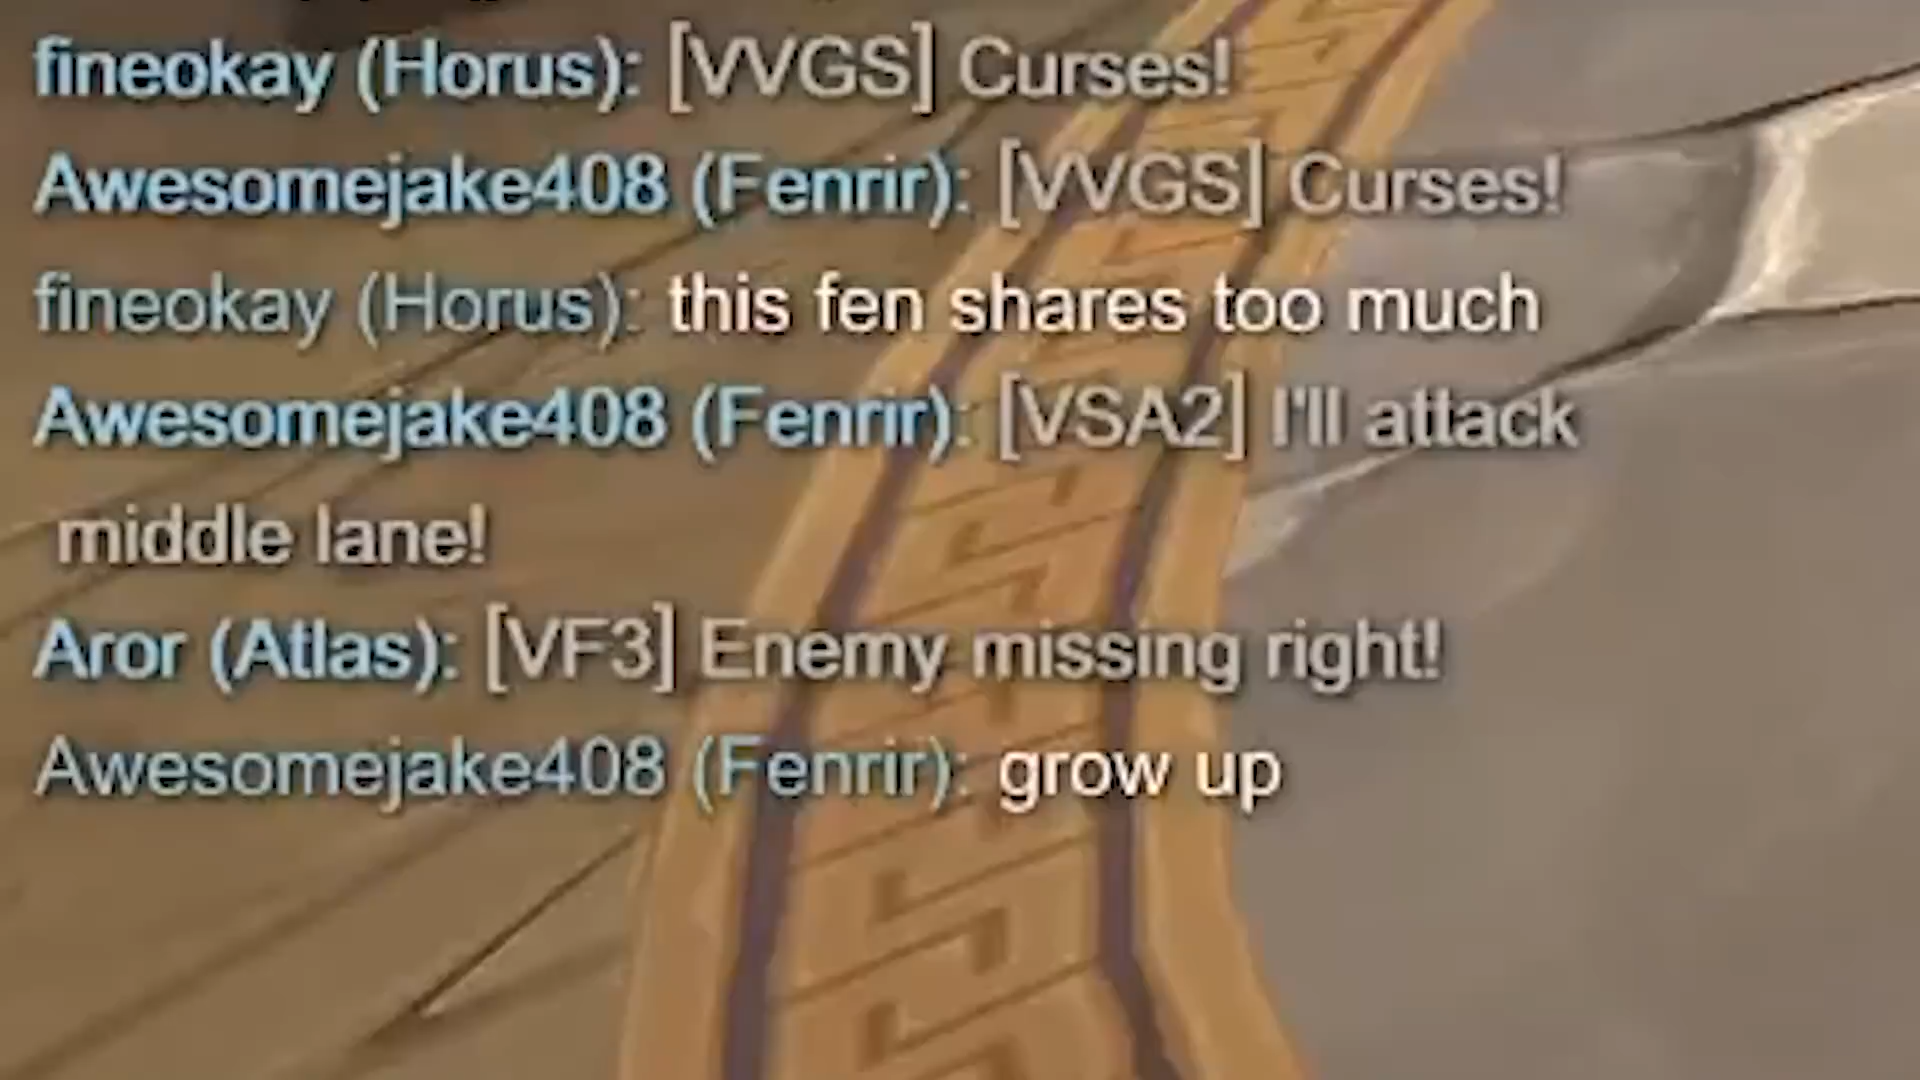 fineokay (Horus): [VVGS] Curses!
Awesomejake408 (Fenrir): [VVGS] Curses!
fineokay (Horus): this fen shares too much
Awesomejake408 (Fenrir): [VSA2] I'll attack
middle lane!
Aror (Atlas): [VF3] Enemy missing right!
Awesomejake408 (Fenrir): grow up